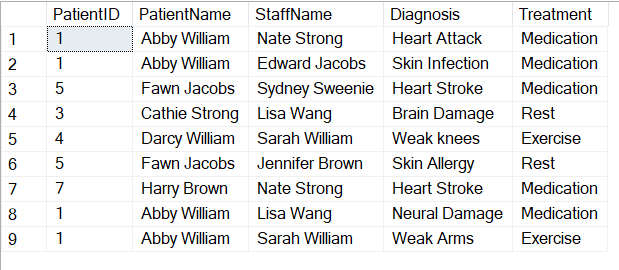 PatientID PatientName StaffName Diagnosis Treatment
1 1 Abby William Nate Strong Heart Attack Medication
2 1 Abby William Edward Jacobs Skin Infection Medication
3 5 Fawn Jacobs Sydney Sweenie Heart Stroke Medication
4 3 Cathie Strong Lisa Wang Brain Damage Rest
5 4 Darcy William Sarah William Weak knees Exercise
6 5 Fawn Jacobs Jennifer Brown Skin Allergy Rest
7 7 Harry Brown Nate Strong Heart Stroke Medication
8 1 Abby William Lisa Wang Neural Damage Medication
9 1 Abby William Sarah William Weak Arms Exercise